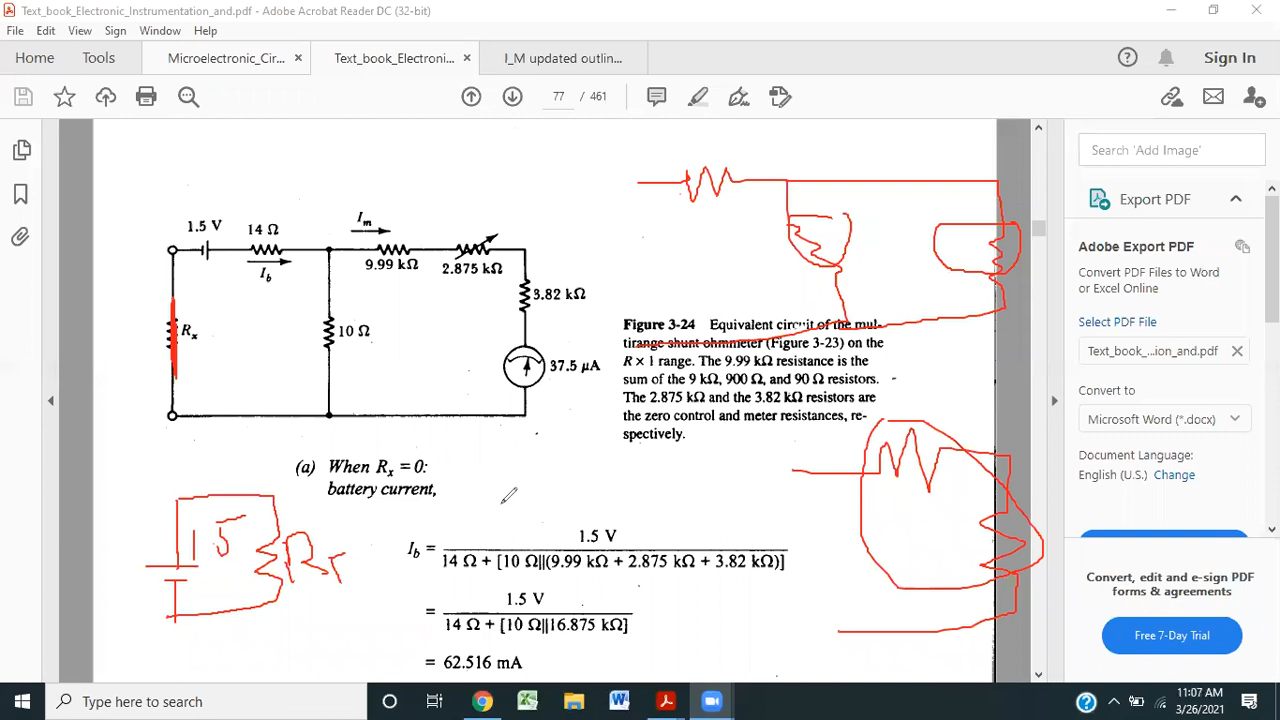 Text_book_Electronic_Instrumentation_and.pdf - Adobe Acrobat Reader DC (32-bit)
File Edit View Sign Window Help
Home Tools Microelectronic_Cir... × Text_book_Electroni... × I_M updated outlin... ? Sign In
77 / 461
Search 'Add Image'
Export PDF
Adobe Export PDF
Convert PDF Files to Word
or Excel Online
Select PDF File
Text_book_...ion_and.pdf ×
Convert to
Microsoft Word (*.docx)
Document Language:
English (U.S.) Change
Convert, edit and e-sign PDF
forms & agreements
Free 7-Day Trial
1.5 V
14 Ω
Ib
Im
9.99 kΩ
2.875 kΩ
3.82 kΩ
Rx
10 Ω
37.5 μA
Figure 3-24 Equivalent circuit of the mul-
tirange shunt ohmmeter (Figure 3-23) on the
R × 1 range. The 9.99 kΩ resistance is the
sum of the 9 kΩ, 900 Ω, and 90 Ω resistors.
The 2.875 kΩ and the 3.82 kΩ resistors are
the zero control and meter resistances, re-
spectively.
(a) When Rx = 0:
battery current,
1.5 V
Ib =
14 Ω + [10 Ω||(9.99 kΩ + 2.875 kΩ + 3.82 kΩ)]
1.5 V
=
14 Ω + [10 Ω||16.875 kΩ]
= 62.516 mA
1 5
Rx
Type here to search
11:07 AM
3/26/2021